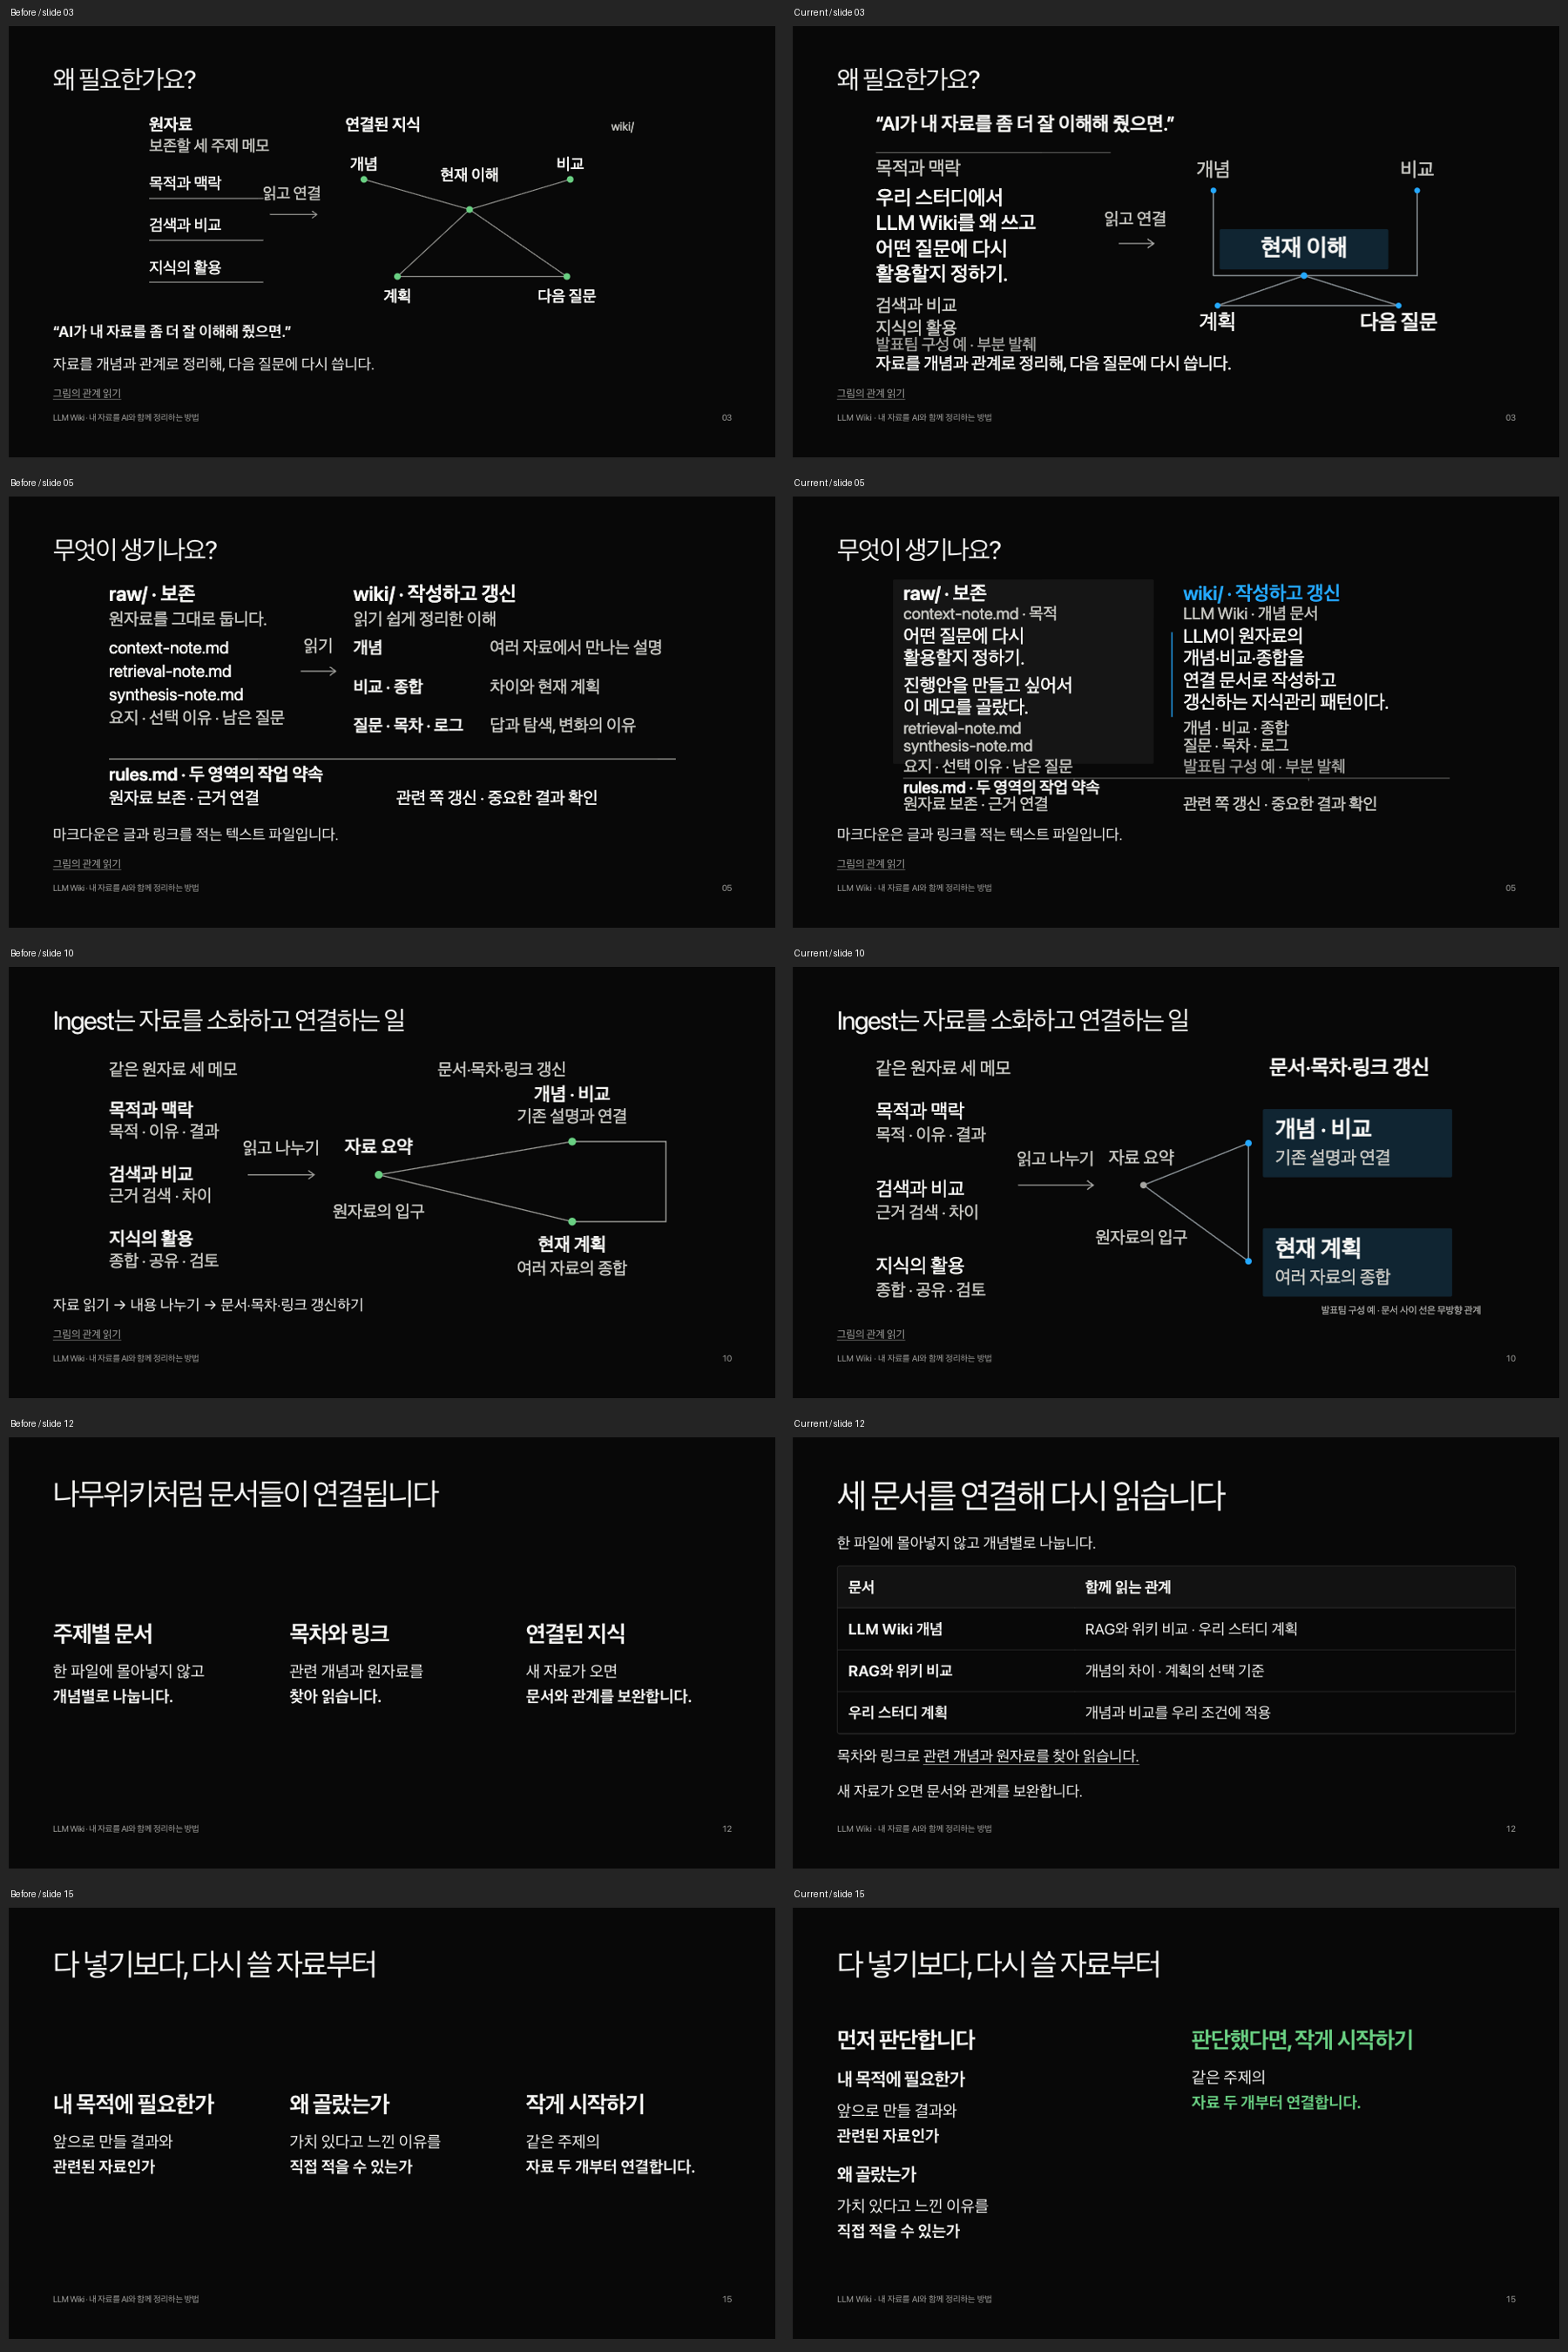 Before / slide 03
왜 필요한가요?
원자료
보존할 세 주제 메모
목적과 맥락
검색과 비교
지식의 활용
읽고 연결
연결된 지식
wiki/
개념
현재 이해
비교
계획
다음 질문
“AI가 내 자료를 좀 더 잘 이해해 줬으면.”
자료를 개념과 관계로 정리해, 다음 질문에 다시 씁니다.
그림의 관계 읽기
LLM Wiki · 내 자료를 AI와 함께 정리하는 방법
03
Current / slide 03
왜 필요한가요?
“AI가 내 자료를 좀 더 잘 이해해 줬으면.”
목적과 맥락
우리 스터디에서
LLM Wiki를 왜 쓰고
어떤 질문에 다시
활용할지 정하기.
검색과 비교
지식의 활용
발표팀 구성 예 · 부분 발췌
읽고 연결
개념
비교
현재 이해
계획
다음 질문
자료를 개념과 관계로 정리해, 다음 질문에 다시 씁니다.
그림의 관계 읽기
LLM Wiki · 내 자료를 AI와 함께 정리하는 방법
03
Before / slide 05
무엇이 생기나요?
raw/ · 보존
원자료를 그대로 둡니다.
context-note.md
retrieval-note.md
synthesis-note.md
요지 · 선택 이유 · 남은 질문
읽기
wiki/ · 작성하고 갱신
읽기 쉽게 정리한 이해
개념
여러 자료에서 만나는 설명
비교 · 종합
차이와 현재 계획
질문 · 목차 · 로그
답과 탐색, 변화의 이유
rules.md · 두 영역의 작업 약속
원자료 보존 · 근거 연결
관련 쪽 갱신 · 중요한 결과 확인
마크다운은 글과 링크를 적는 텍스트 파일입니다.
그림의 관계 읽기
LLM Wiki · 내 자료를 AI와 함께 정리하는 방법
05
Current / slide 05
무엇이 생기나요?
raw/ · 보존
context-note.md · 목적
어떤 질문에 다시
활용할지 정하기.
진행안을 만들고 싶어서
이 메모를 골랐다.
retrieval-note.md
synthesis-note.md
요지 · 선택 이유 · 남은 질문
wiki/ · 작성하고 갱신
LLM Wiki · 개념 문서
LLM이 원자료의
개념·비교·종합을
연결 문서로 작성하고
갱신하는 지식관리 패턴이다.
개념 · 비교 · 종합
질문 · 목차 · 로그
발표팀 구성 예 · 부분 발췌
rules.md · 두 영역의 작업 약속
원자료 보존 · 근거 연결
관련 쪽 갱신 · 중요한 결과 확인
마크다운은 글과 링크를 적는 텍스트 파일입니다.
그림의 관계 읽기
LLM Wiki · 내 자료를 AI와 함께 정리하는 방법
05
Before / slide 10
Ingest는 자료를 소화하고 연결하는 일
같은 원자료 세 메모
목적과 맥락
목적 · 이유 · 결과
검색과 비교
근거 검색 · 차이
지식의 활용
종합 · 공유 · 검토
읽고 나누기
자료 요약
원자료의 입구
문서·목차·링크 갱신
개념 · 비교
기존 설명과 연결
현재 계획
여러 자료의 종합
자료 읽기 → 내용 나누기 → 문서·목차·링크 갱신하기
그림의 관계 읽기
LLM Wiki · 내 자료를 AI와 함께 정리하는 방법
10
Current / slide 10
Ingest는 자료를 소화하고 연결하는 일
같은 원자료 세 메모
목적과 맥락
목적 · 이유 · 결과
검색과 비교
근거 검색 · 차이
지식의 활용
종합 · 공유 · 검토
읽고 나누기
자료 요약
원자료의 입구
문서·목차·링크 갱신
개념 · 비교
기존 설명과 연결
현재 계획
여러 자료의 종합
발표팀 구성 예 · 문서 사이 선은 무방향 관계
그림의 관계 읽기
LLM Wiki · 내 자료를 AI와 함께 정리하는 방법
10
Before / slide 12
나무위키처럼 문서들이 연결됩니다
주제별 문서
한 파일에 몰아넣지 않고
개념별로 나눕니다.
목차와 링크
관련 개념과 원자료를
찾아 읽습니다.
연결된 지식
새 자료가 오면
문서와 관계를 보완합니다.
LLM Wiki · 내 자료를 AI와 함께 정리하는 방법
12
Current / slide 12
세 문서를 연결해 다시 읽습니다
한 파일에 몰아넣지 않고 개념별로 나눕니다.
문서
함께 읽는 관계
LLM Wiki 개념
RAG와 위키 비교 · 우리 스터디 계획
RAG와 위키 비교
개념의 차이 · 계획의 선택 기준
우리 스터디 계획
개념과 비교를 우리 조건에 적용
목차와 링크로 관련 개념과 원자료를 찾아 읽습니다.
새 자료가 오면 문서와 관계를 보완합니다.
LLM Wiki · 내 자료를 AI와 함께 정리하는 방법
12
Before / slide 15
다 넣기보다, 다시 쓸 자료부터
내 목적에 필요한가
앞으로 만들 결과와
관련된 자료인가
왜 골랐는가
가치 있다고 느낀 이유를
직접 적을 수 있는가
작게 시작하기
같은 주제의
자료 두 개부터 연결합니다.
LLM Wiki · 내 자료를 AI와 함께 정리하는 방법
15
Current / slide 15
다 넣기보다, 다시 쓸 자료부터
먼저 판단합니다
내 목적에 필요한가
앞으로 만들 결과와
관련된 자료인가
왜 골랐는가
가치 있다고 느낀 이유를
직접 적을 수 있는가
판단했다면, 작게 시작하기
같은 주제의
자료 두 개부터 연결합니다.
LLM Wiki · 내 자료를 AI와 함께 정리하는 방법
15